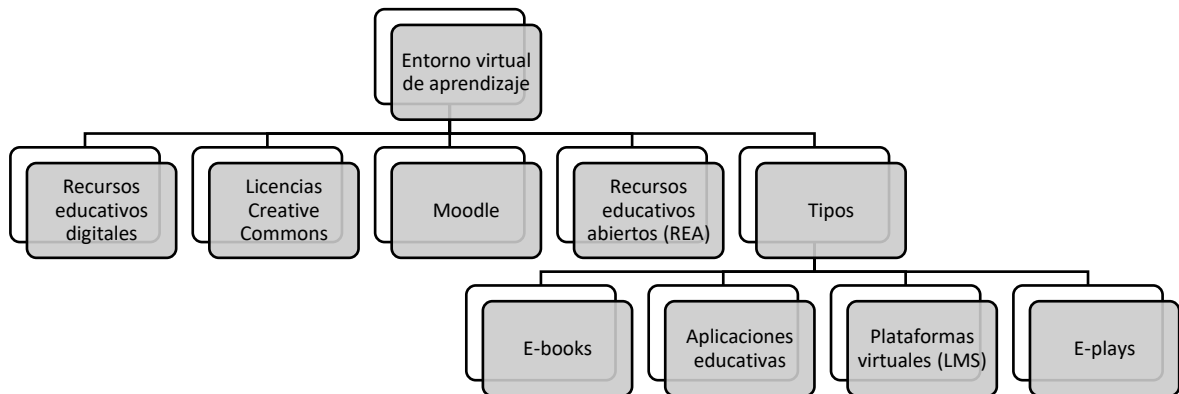 Entorno virtual
de aprendizaje
Recursos
educativos
digitales
Licencias
Creative
Commons
Moodle
Recursos
educativos
abiertos (REA)
Tipos
E-books
Aplicaciones
educativas
Plataformas
virtuales (LMS)
E-plays